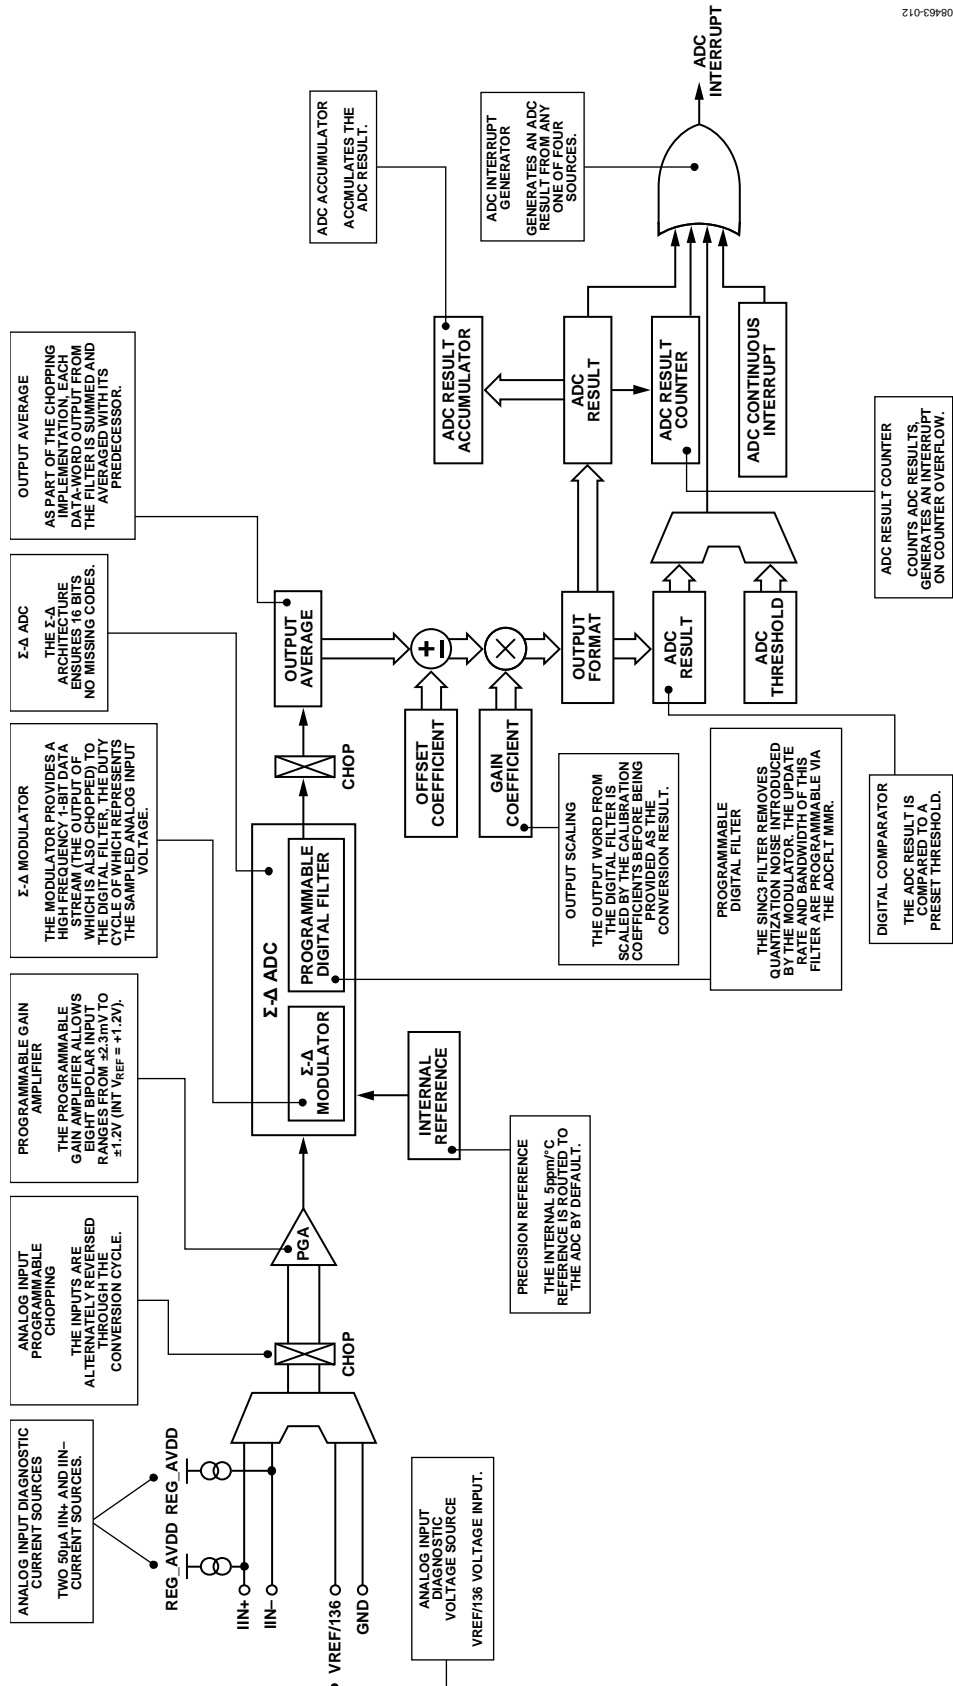 ANALOG INPUT DIAGNOSTIC
CURRENT SOURCES
TWO 50µA IIN+ AND IIN–
CURRENT SOURCES.
ANALOG INPUT
PROGRAMMABLE
CHOPPING
THE INPUTS ARE
ALTERNATELY REVERSED
THROUGH THE
CONVERSION CYCLE.
PROGRAMMABLE GAIN
AMPLIFIER
THE PROGRAMMABLE
GAIN AMPLIFIER ALLOWS
EIGHT BIPOLAR INPUT
RANGES FROM ±2.3mV TO
±1.2V (INT VREF = +1.2V).
Σ-Δ MODULATOR
THE MODULATOR PROVIDES A
HIGH FREQUENCY 1-BIT DATA
STREAM (THE OUTPUT OF
WHICH IS ALSO CHOPPED) TO
THE DIGITAL FILTER, THE DUTY
CYCLE OF WHICH REPRESENTS
THE SAMPLED ANALOG INPUT
VOLTAGE.
Σ-Δ ADC
THE Σ-Δ
ARCHITECTURE
ENSURES 16 BITS
NO MISSING CODES.
OUTPUT AVERAGE
AS PART OF THE CHOPPING
IMPLEMENTATION, EACH
DATA-WORD OUTPUT FROM
THE FILTER IS SUMMED AND
AVERAGED WITH ITS
PREDECESSOR.
REG_AVDD
REG_AVDD
IIN+
IIN–
VREF/136
GND
CHOP
PGA
Σ-Δ ADC
Σ-Δ
MODULATOR
PROGRAMMABLE
DIGITAL FILTER
CHOP
OUTPUT
AVERAGE
INTERNAL
REFERENCE
OFFSET
COEFFICIENT
GAIN
COEFFICIENT
OUTPUT
FORMAT
ADC
RESULT
ADC
THRESHOLD
ADC RESULT
ACCUMULATOR
ADC
RESULT
ADC RESULT
COUNTER
ADC CONTINUOUS
INTERRUPT
ADC ACCUMULATOR
ACCMULATES THE
ADC RESULT.
ADC INTERRUPT
GENERATOR
GENERATES AN ADC
RESULT FROM ANY
ONE OF FOUR
SOURCES.
ADC
INTERRUPT
ANALOG INPUT
DIAGNOSTIC
VOLTAGE SOURCE
VREF/136 VOLTAGE INPUT.
PRECISION REFERENCE
THE INTERNAL 5ppm/°C
REFERENCE IS ROUTED TO
THE ADC BY DEFAULT.
OUTPUT SCALING
THE OUTPUT WORD FROM
THE DIGITAL FILTER IS
SCALED BY THE CALIBRATION
COEFFICIENTS BEFORE BEING
PROVIDED AS THE
CONVERSION RESULT.
PROGRAMMABLE
DIGITAL FILTER
THE SINC3 FILTER REMOVES
QUANTIZATION NOISE INTRODUCED
BY THE MODULATOR. THE UPDATE
RATE AND BANDWIDTH OF THIS
FILTER ARE PROGRAMMABLE VIA
THE ADCFLT MMR.
DIGITAL COMPARATOR
THE ADC RESULT IS
COMPARED TO A
PRESET THRESHOLD.
ADC RESULT COUNTER
COUNTS ADC RESULTS,
GENERATES AN INTERRUPT
ON COUNTER OVERFLOW.
08463-012